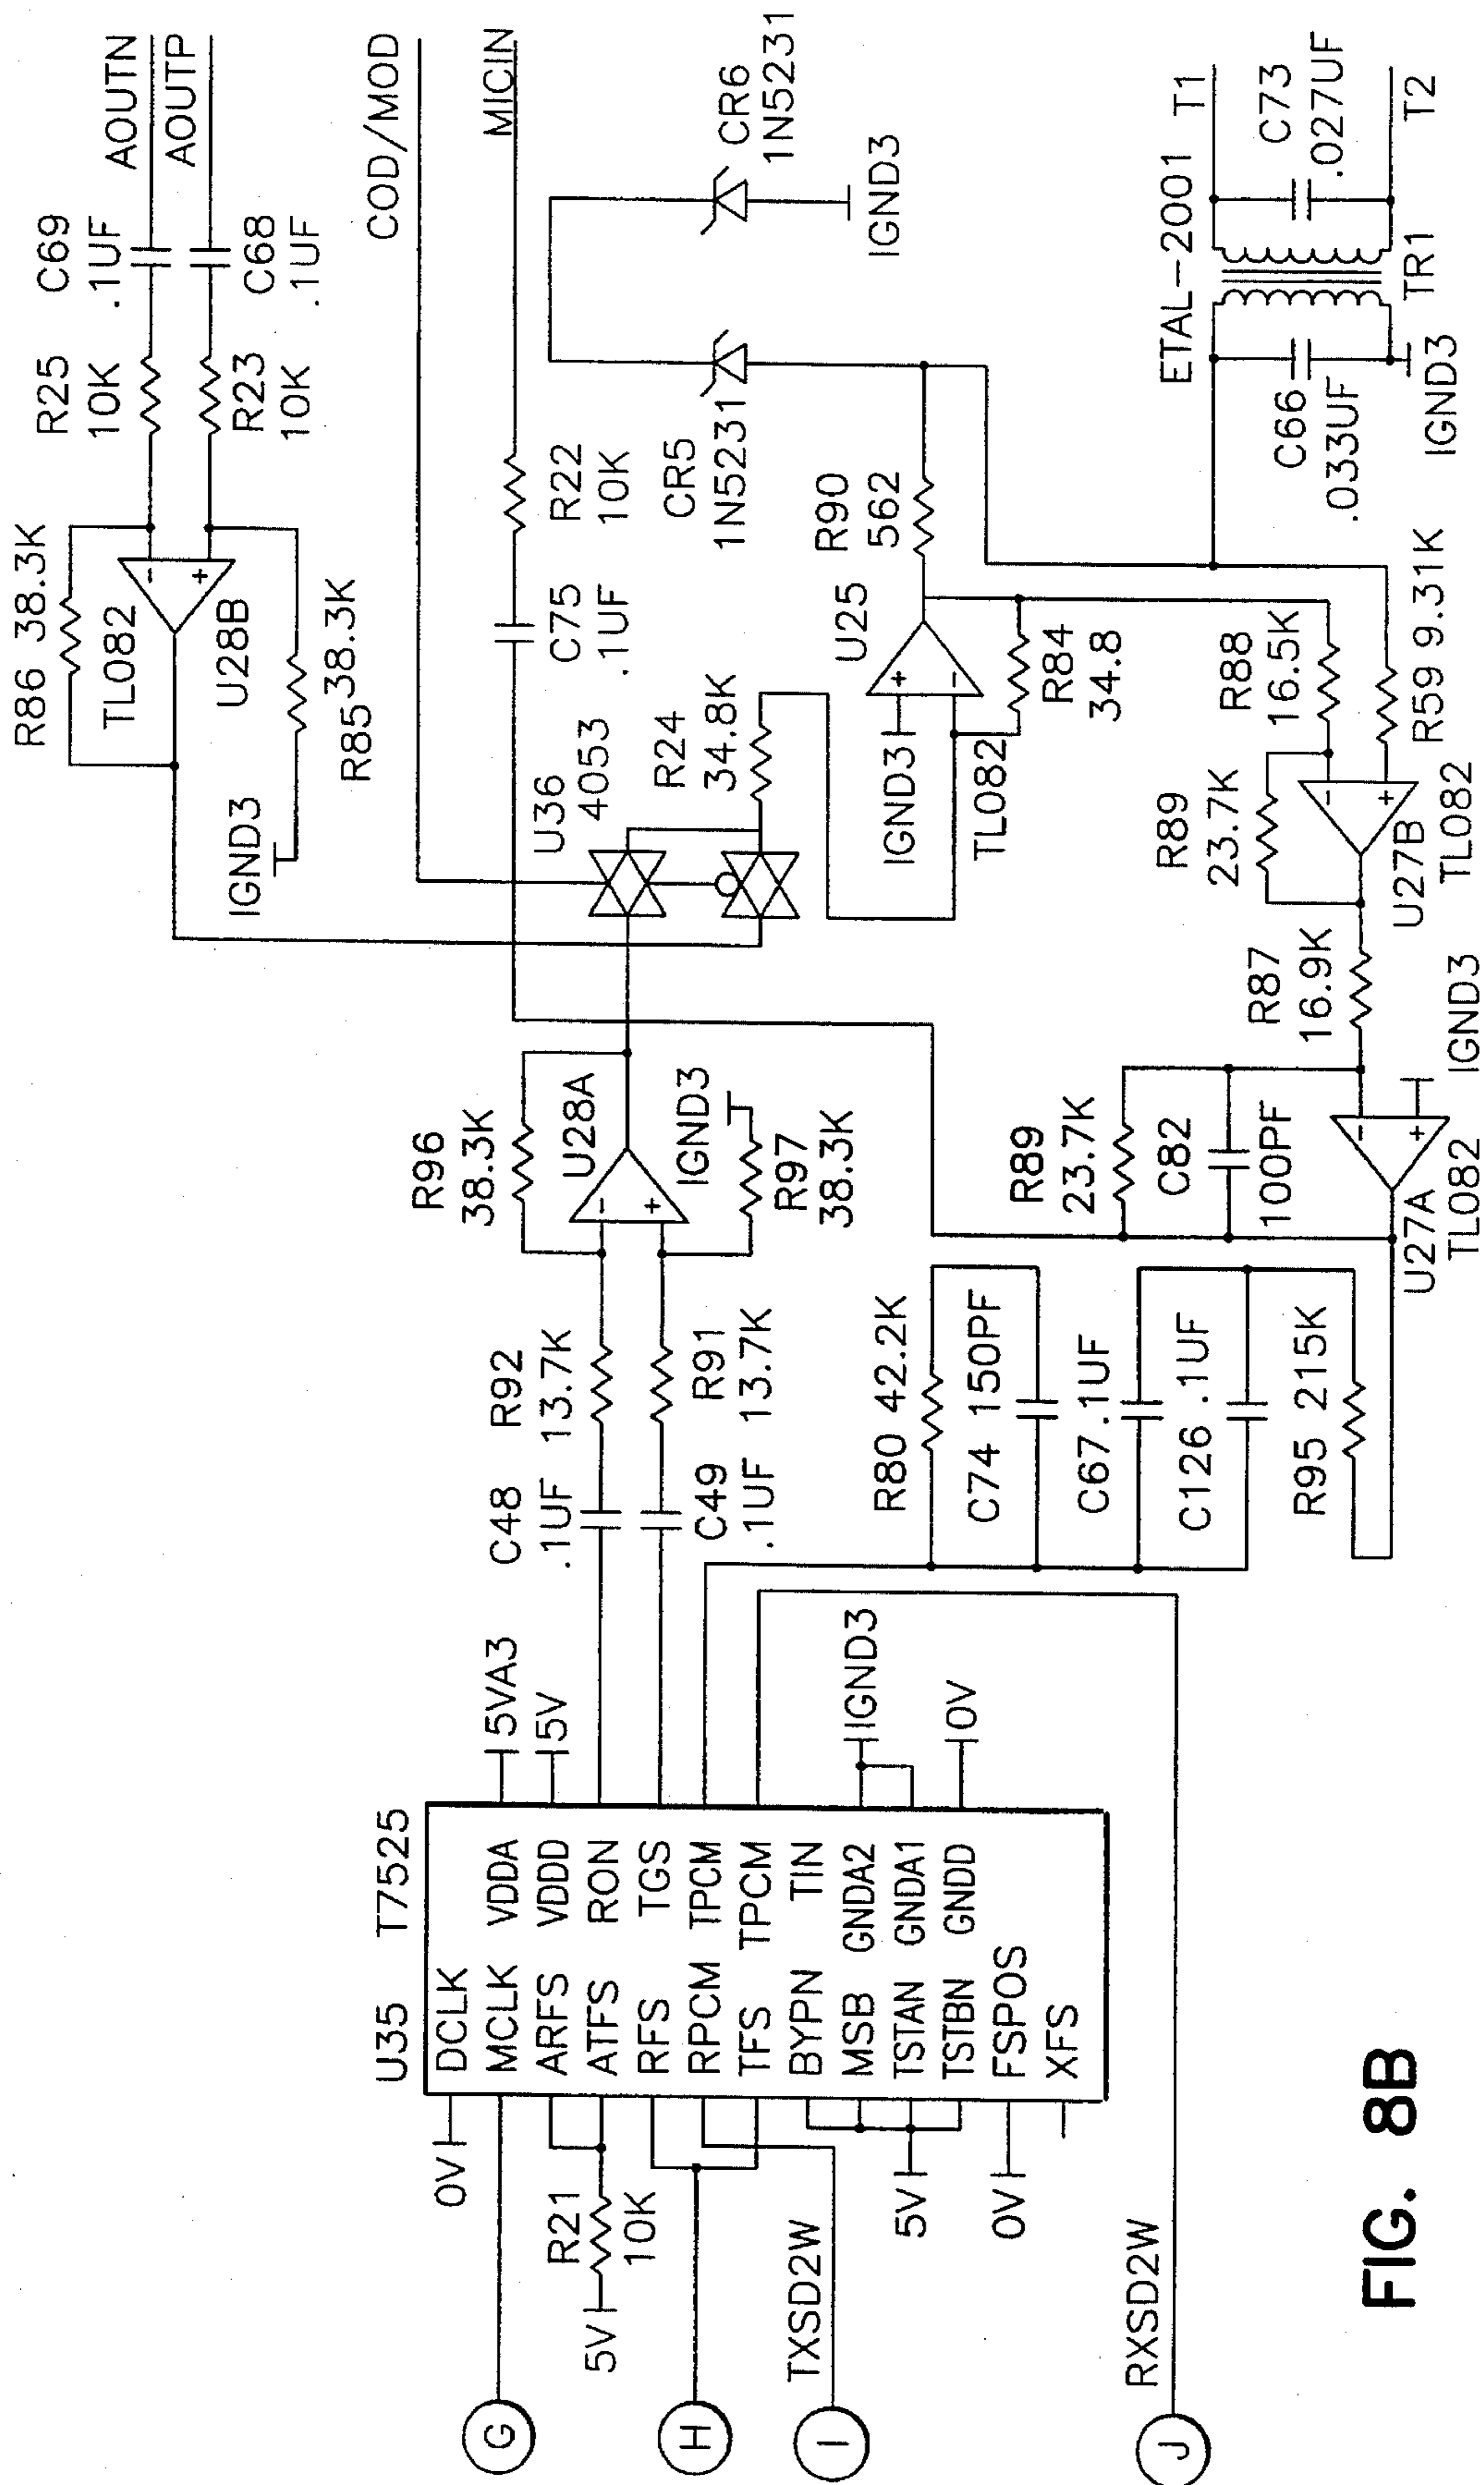 U35 T7525
DCLK
MCLK VDDA
ARFS VDDD
ATFS RON
RFS TGS
RPCM TPCM
TFS TPCM
BYPN TIN
MSB GNDA2
TSTAN GNDA1
TSTBN GNDD
FSPOS
XFS
0V
G
5V
R21
10K
H
TXSD2W
I
5V
0V
RXSD2W
J
5VA3
5V
IGND3
0V
C48
.1UF
R92
13.7K
C49
.1UF
R91
13.7K
R96
38.3K
U28A
IGND3
R97
38.3K
R80 42.2K
C74 150PF
C67 .1UF
C126 .1UF
R95 215K
R89
23.7K
C82
100PF
U27A
TL082
IGND3
R87
16.9K
R89
23.7K
U27B
TL082
R88
16.5K
R59 9.31K
R86 38.3K
TL082
U28B
R85 38.3K
IGND3
R25
10K
R23
10K
C69
.1UF
C68
.1UF
AOUTN
AOUTP
COD/MOD
MICIN
U36
4053
C75
.1UF
R22
10K
R24
34.8K
CR5
1N5231
CR6
1N5231
IGND3
U25
IGND3
TL082
R84
34.8
R90
562
ETAL-2001
T1
C66
.033UF
IGND3
TR1
C73
.027UF
T2
FIG. 8B